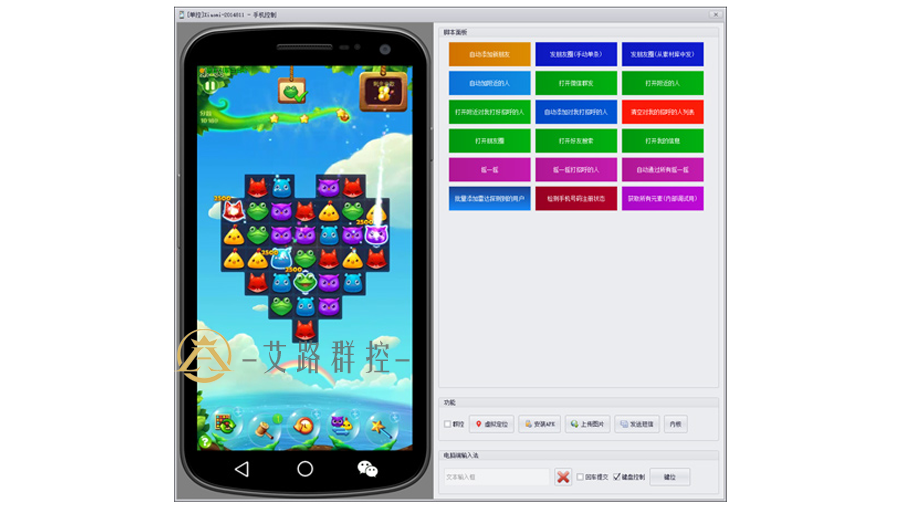 [单控]Xiaomi-2014811 - 手机控制
脚本面板
自动添加新朋友
发朋友圈(手动单条)
发朋友圈(从素材库中发)
自动加附近的人
打开微信群发
打开附近的人
打开附近对我打招呼的人
自动添加对我打招呼的人
清空对我的招呼的人列表
打开朋友圈
打开好友搜索
打开我的信息
摇一摇
摇一摇打招呼的人
自动通过所有摇一摇
批量添加雷达探测到的用户
检测手机号码注册状态
获取所有元素(内部调试用)
2500
2500
2500
2500
-艾路群控-
功能
群控
虚拟定位
安装APK
上传图片
发送短信
内核
电脑端输入法
文本输入框
回车提交
键盘控制
键位